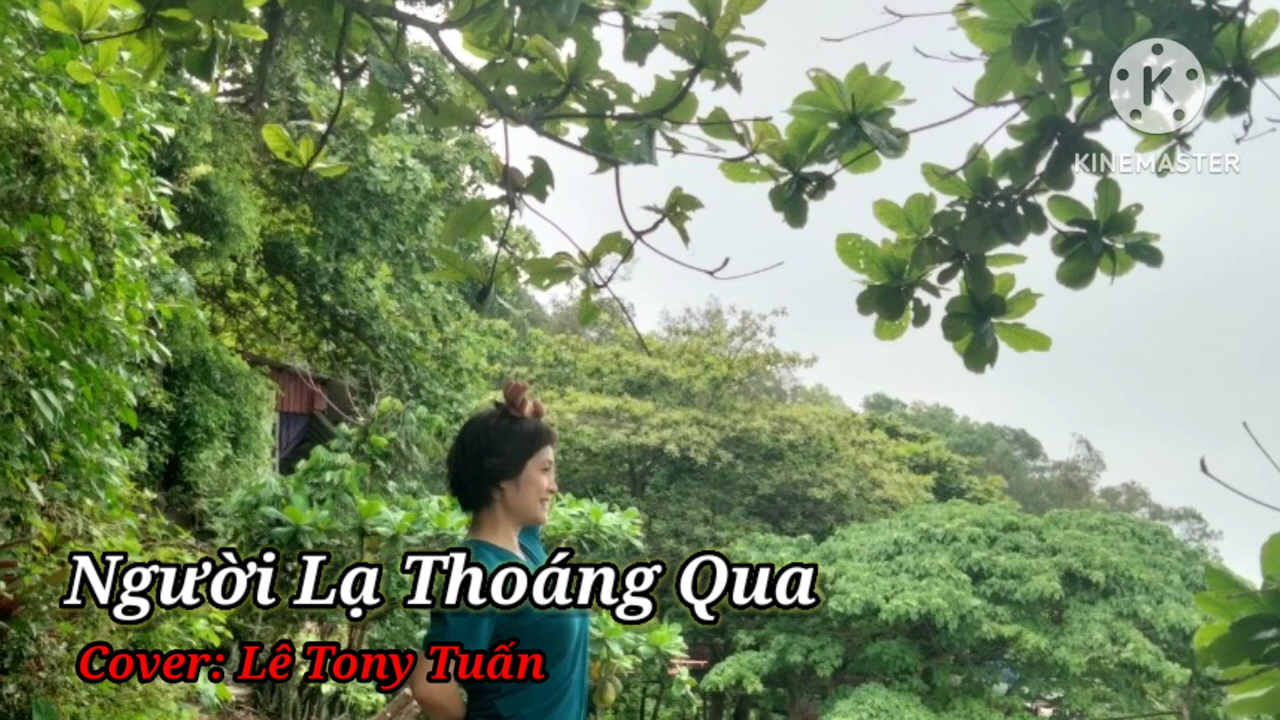 K
KINEMASTER
Người Lạ Thoáng Qua
Cover: Lê Tony Tuấn